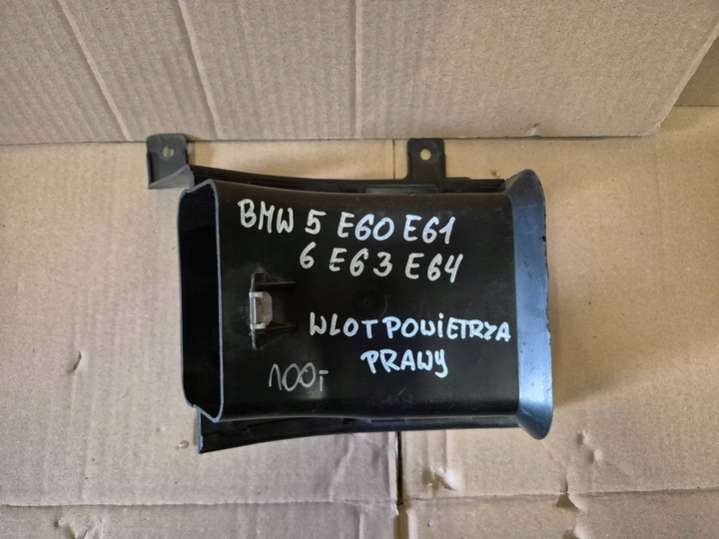 BMW 5 E60 E61
6 E63 E64
WLOT POWIETRZA
PRAWY
100,-